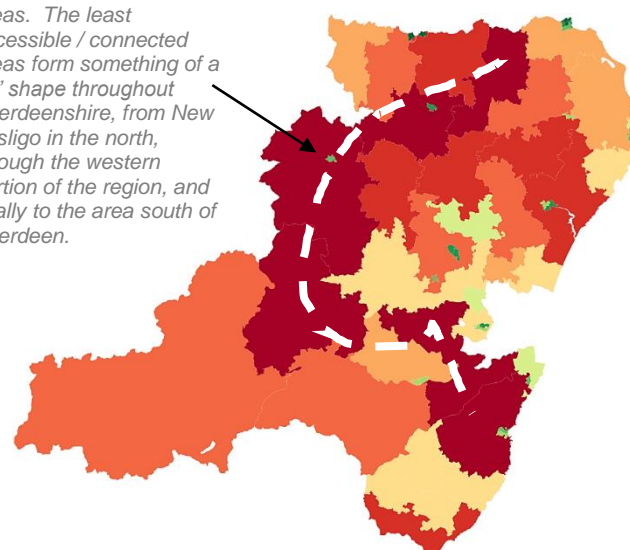 eas. The least
cessible / connected
eas form something of a
’ shape throughout
erdeenshire, from New
sligo in the north,
ough the western
rtion of the region, and
ally to the area south of
erdeen.